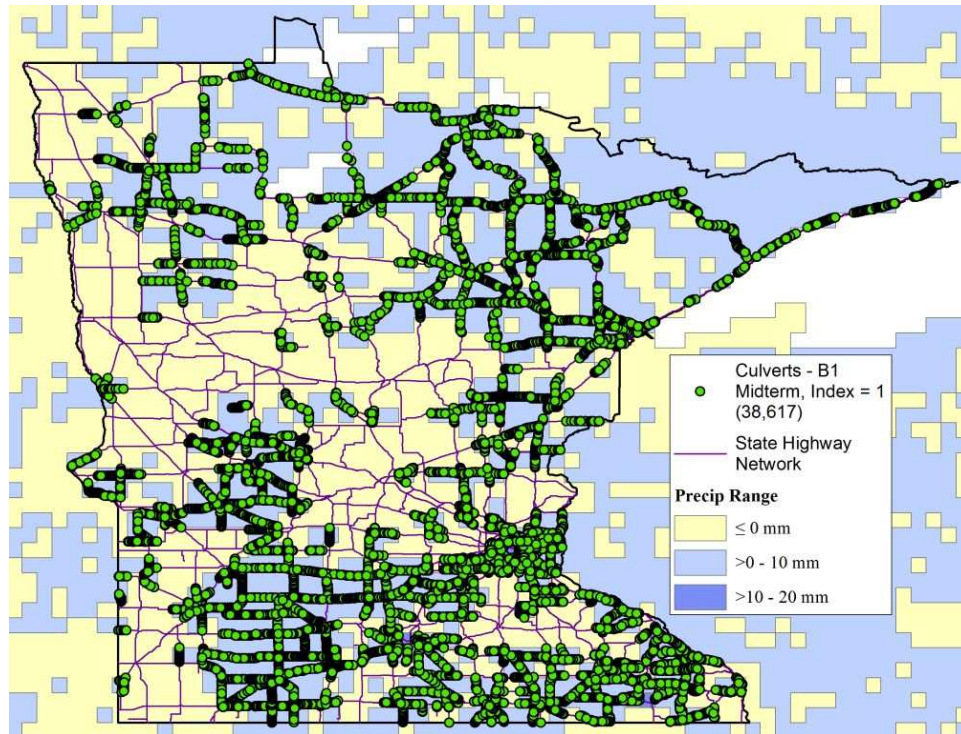 Culverts - B1
Midterm, Index = 1
(38,617)
State Highway
Network
Precip Range
≤ 0 mm
>0 - 10 mm
>10 - 20 mm